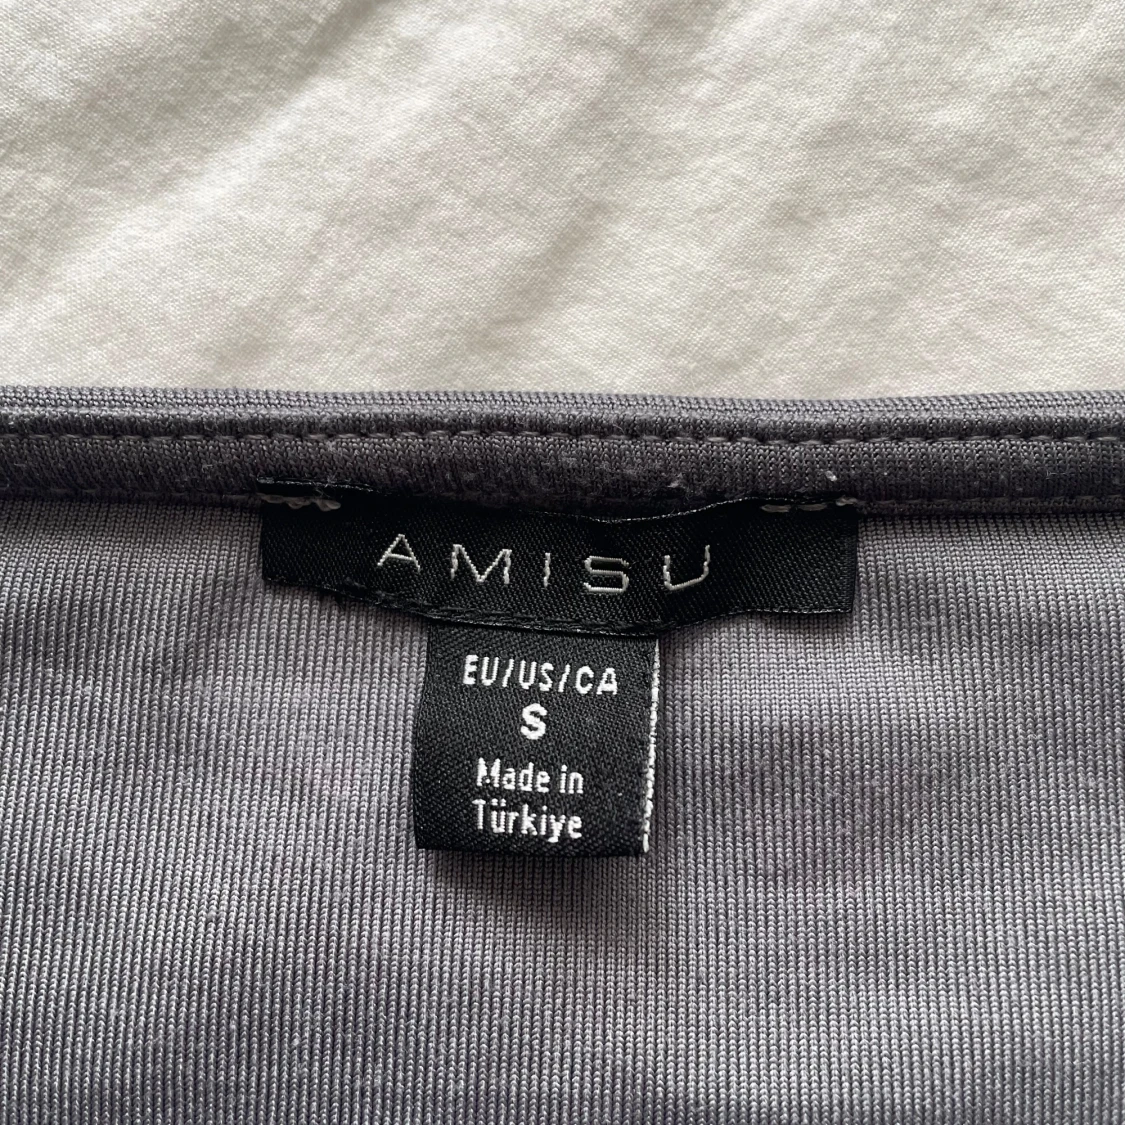 AMISU
EU/US/CA
S
Made in
Türkiye